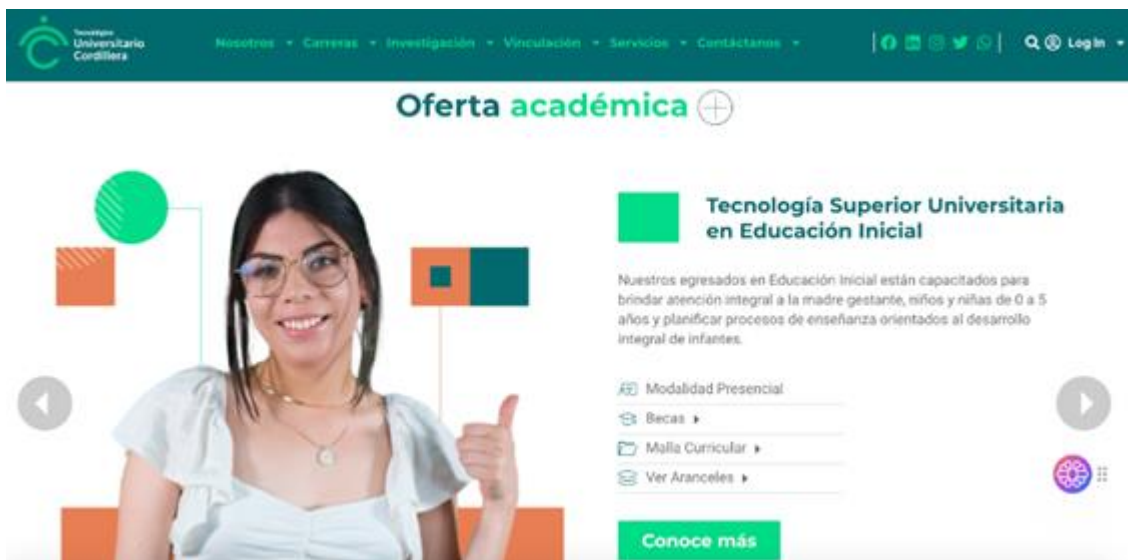 Tecnológico
Universitario
Cordillera
Nosotros Carreras Investigación Vinculación Servicios Contáctanos Log In
Oferta académica
Tecnología Superior Universitaria
en Educación Inicial
Nuestros egresados en Educación Inicial están capacitados para
brindar atención integral a la madre gestante, niños y niñas de 0 a 5
años y planificar procesos de enseñanza orientados al desarrollo
integral de infantes.
Modalidad Presencial
Becas
Malla Curricular
Ver Aranceles
Conoce más